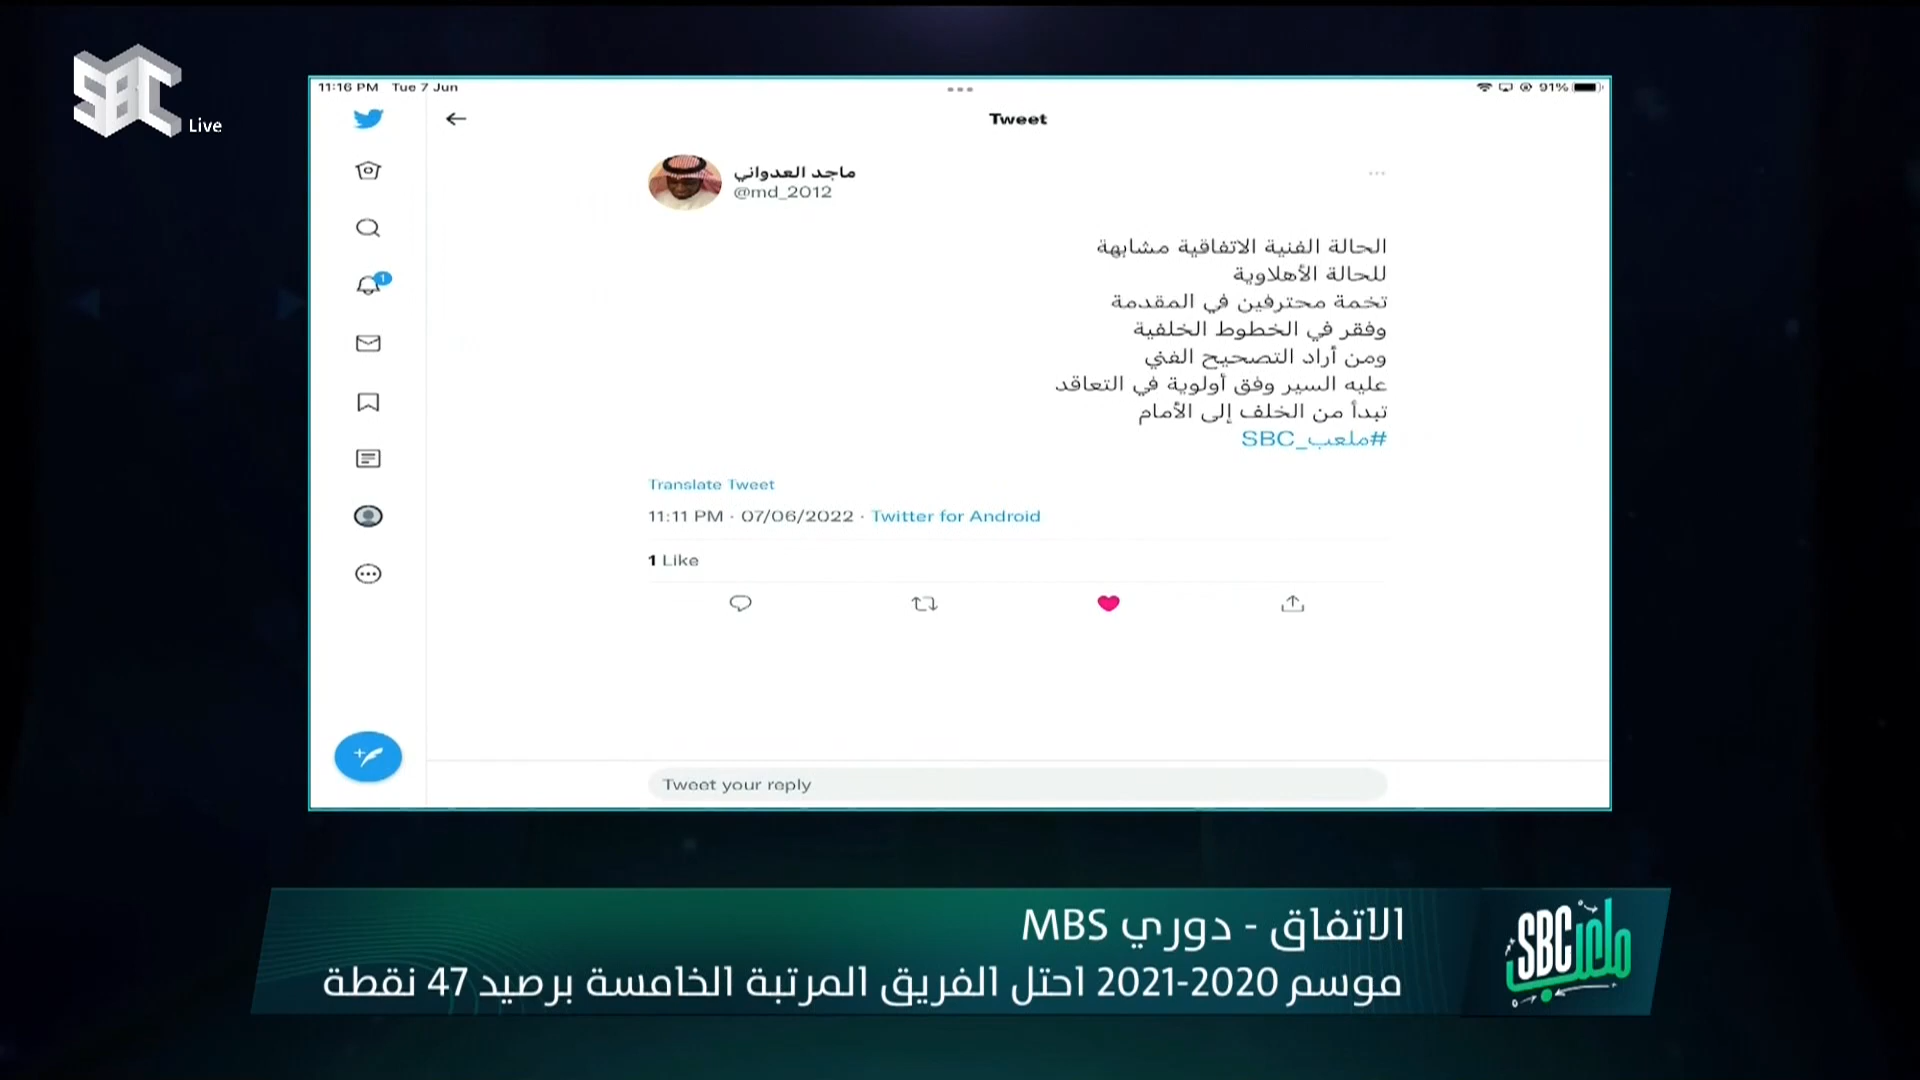 SBC Live
11:16 PM Tue 7 Jun
91%
Tweet
ماجد العدواني
@md_2012
الحالة الفنية الاتفاقية مشابهة
للحالة الأهلاوية
تخمة محترفين في المقدمة
وفقر في الخطوط الخلفية
ومن أراد التصحيح الفني
عليه السير وفق أولوية في التعاقد
تبدأ من الخلف إلى الأمام
#ملعب_SBC
1
Translate Tweet
11:11 PM · 07/06/2022 · Twitter for Android
1 Like
Tweet your reply
الاتفاق - دوري MBS
موسم 2020-2021 احتل الفريق المرتبة الخامسة برصيد 47 نقطة
ملعب SBC